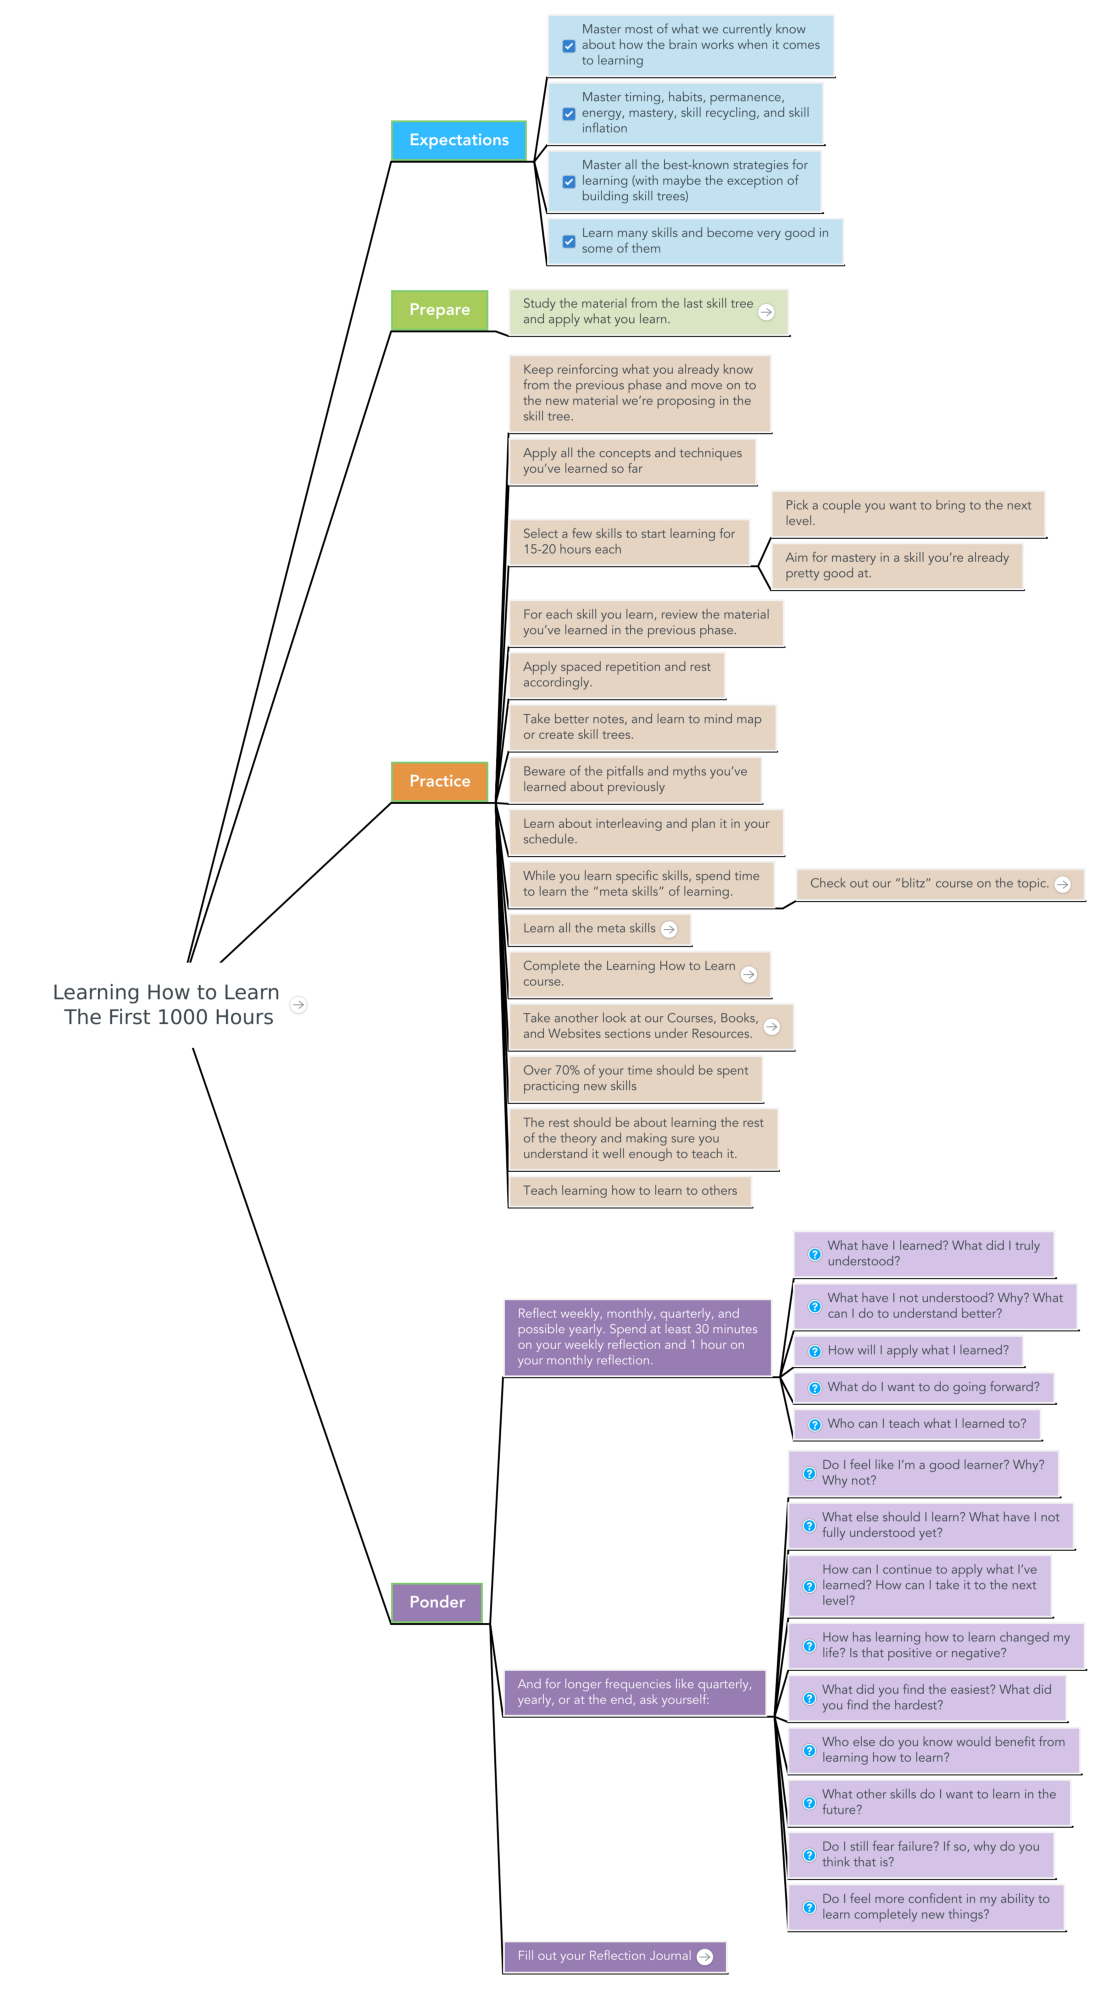 Learning How to Learn
The First 1000 Hours
Expectations
Master most of what we currently know
about how the brain works when it comes
to learning
Master timing, habits, permanence,
energy, mastery, skill recycling, and skill
inflation
Master all the best-known strategies for
learning (with maybe the exception of
building skill trees)
Learn many skills and become very good in
some of them
Prepare
Study the material from the last skill tree
and apply what you learn.
Practice
Keep reinforcing what you already know
from the previous phase and move on to
the new material we're proposing in the
skill tree.
Apply all the concepts and techniques
you've learned so far
Select a few skills to start learning for
15-20 hours each
Pick a couple you want to bring to the next
level.
Aim for mastery in a skill you're already
pretty good at.
For each skill you learn, review the material
you've learned in the previous phase.
Apply spaced repetition and rest
accordingly.
Take better notes, and learn to mind map
or create skill trees.
Beware of the pitfalls and myths you've
learned about previously
Learn about interleaving and plan it in your
schedule.
While you learn specific skills, spend time
to learn the “meta skills” of learning.
Check out our “blitz” course on the topic.
Learn all the meta skills
Complete the Learning How to Learn
course.
Take another look at our Courses, Books,
and Websites sections under Resources.
Over 70% of your time should be spent
practicing new skills
The rest should be about learning the rest
of the theory and making sure you
understand it well enough to teach it.
Teach learning how to learn to others
Ponder
Reflect weekly, monthly, quarterly, and
possible yearly. Spend at least 30 minutes
on your weekly reflection and 1 hour on
your monthly reflection.
What have I learned? What did I truly
understood?
What have I not understood? Why? What
can I do to understand better?
How will I apply what I learned?
What do I want to do going forward?
Who can I teach what I learned to?
And for longer frequencies like quarterly,
yearly, or at the end, ask yourself:
Do I feel like I'm a good learner? Why?
Why not?
What else should I learn? What have I not
fully understood yet?
How can I continue to apply what I've
learned? How can I take it to the next
level?
How has learning how to learn changed my
life? Is that positive or negative?
What did you find the easiest? What did
you find the hardest?
Who else do you know would benefit from
learning how to learn?
What other skills do I want to learn in the
future?
Do I still fear failure? If so, why do you
think that is?
Do I feel more confident in my ability to
learn completely new things?
Fill out your Reflection Journal